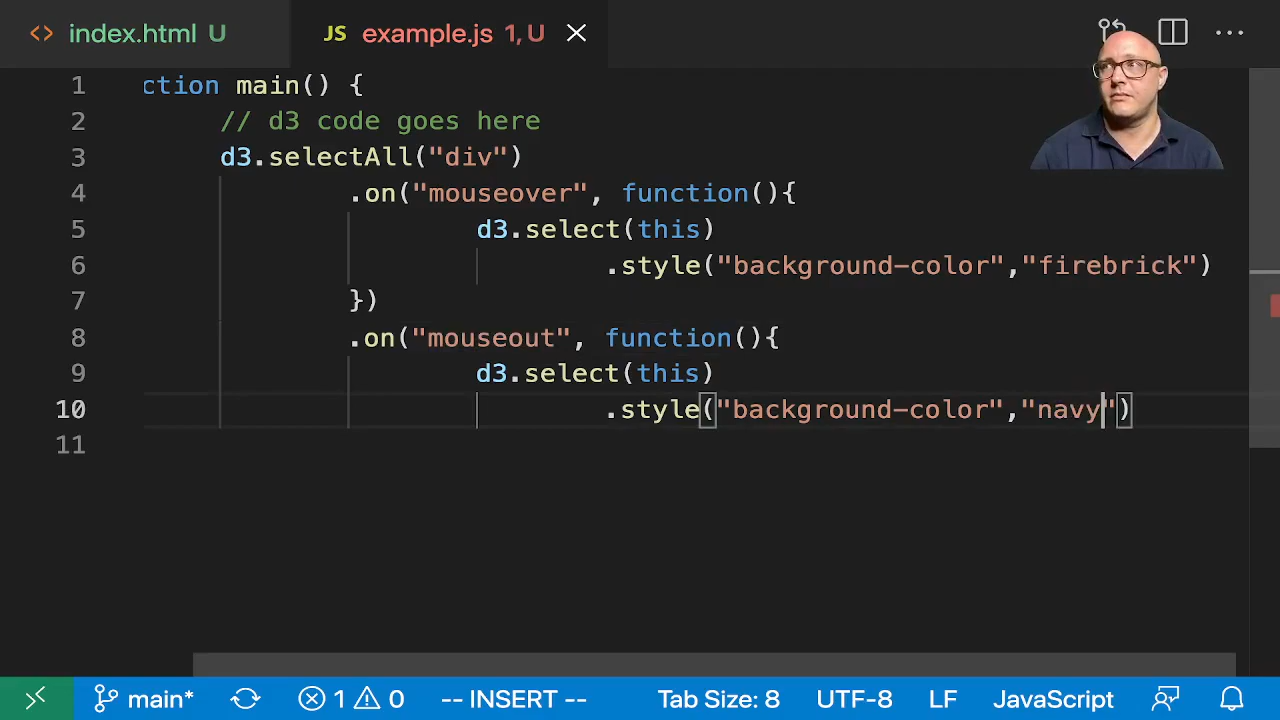 <> index.html U JS example.js 1,U
1 ction main() {
2 // d3 code goes here
3 d3.selectAll("div")
4 .on("mouseover", function(){
5 d3.select(this)
6 .style("background-color","firebrick")
7 })
8 .on("mouseout", function(){
9 d3.select(this)
10 .style("background-color","navy")
11
main* 1 0 -- INSERT -- Tab Size: 8 UTF-8 LF JavaScript